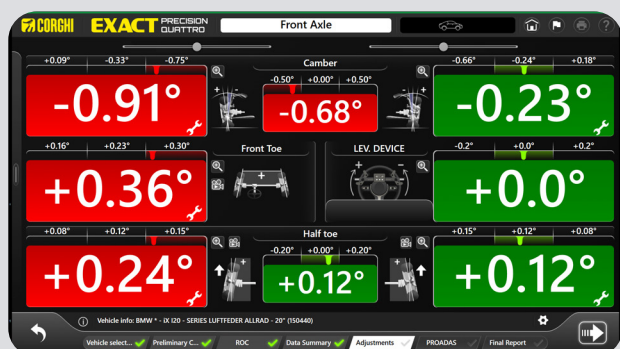 CORGHI EXACT PRECISION QUATTRO Front Axle
+0.09° -0.33° -0.75° Camber -0.66° -0.24° +0.18°
-0.50° +0.00° +0.50°
-0.91° -0.68° -0.23°
+0.16° +0.23° +0.30° Front Toe LEV. DEVICE -0.2° +0.0° +0.2°
+0.36° +0.0°
+0.08° +0.12° +0.15° Half toe +0.15° +0.12° +0.08°
-0.20° +0.00° +0.20°
+0.24° +0.12° +0.12°
Vehicle info: BMW * - iX I20 - SERIES LUFTFEDER ALLRAD - 20" (150440)
Vehicle select... Preliminary C... ROC Data Summary Adjustments PROADAS Final Report